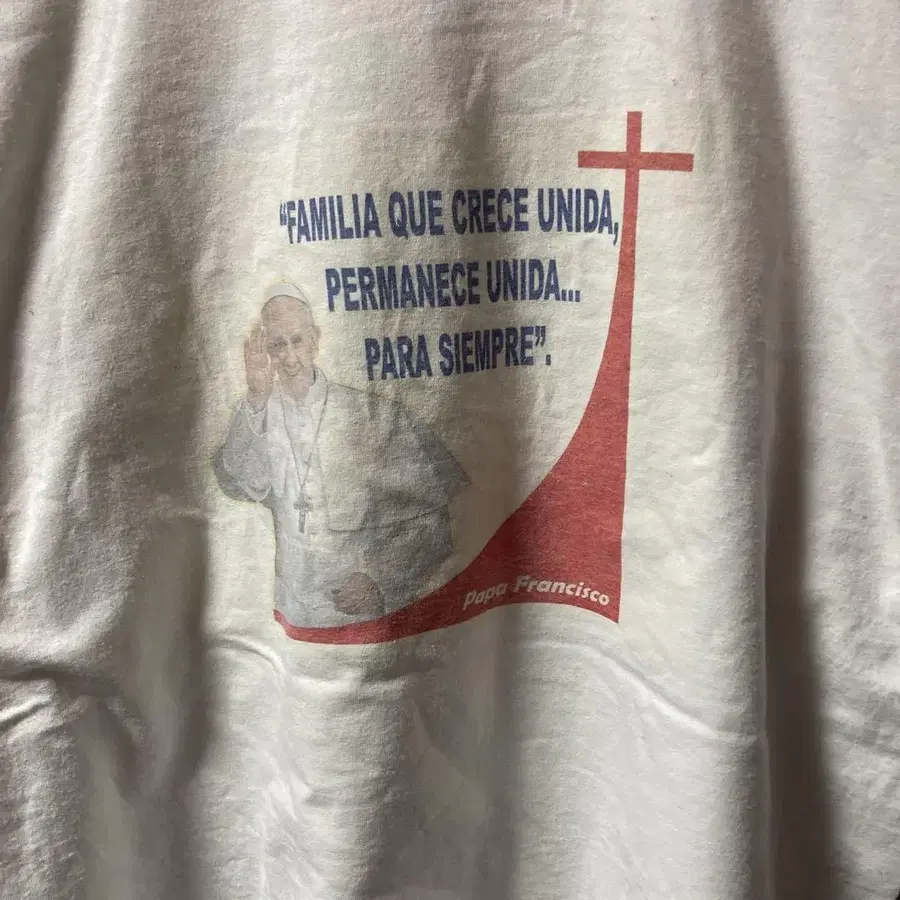 “FAMILIA QUE CRECE UNIDA,
PERMANECE UNIDA...
PARA SIEMPRE”.
Papa Francisco